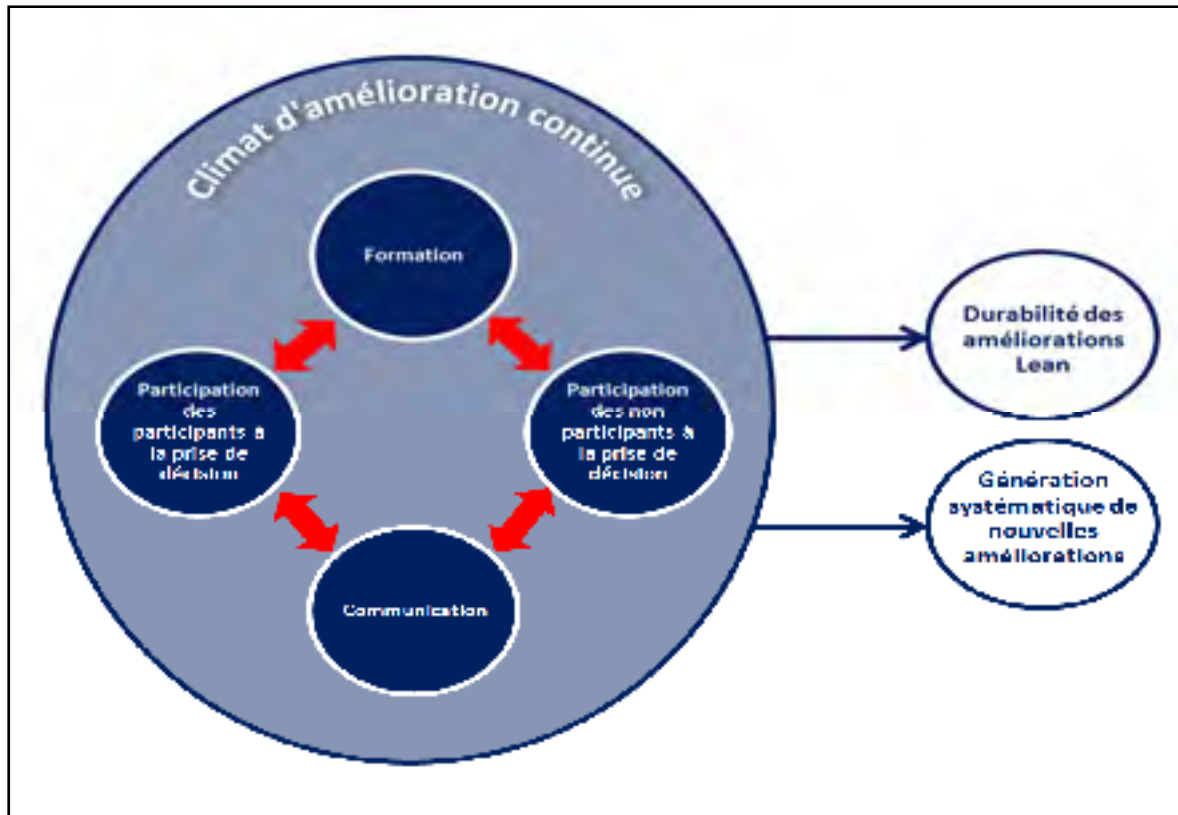 Climat d'amélioration continue
Formation
Participation
des
participants à
la prise de
décision
Participation
des non
participants à
la prise de
décision
Communication
Durabilité des
améliorations
Lean
Génération
systématique de
nouvelles
améliorations